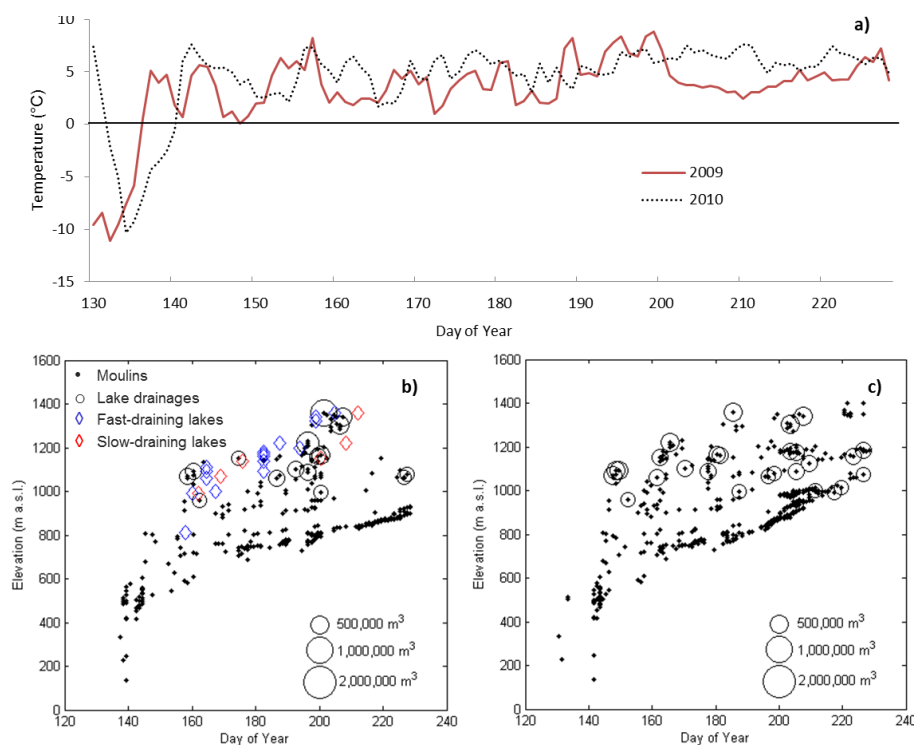 a)
10
5
0
-5
-10
-15
Temperature (°C)
2009
2010
130 140 150 160 170 180 190 200 210 220
Day of Year
b)
1600
1400
1200
1000
800
600
400
200
0
Elevation (m a.s.l.)
Moulins
Lake drainages
Fast-draining lakes
Slow-draining lakes
500,000 m³
1,000,000 m³
2,000,000 m³
120 140 160 180 200 220 240
Day of Year
c)
1600
1400
1200
1000
800
600
400
200
0
Elevation (m a.s.l.)
500,000 m³
1,000,000 m³
2,000,000 m³
120 140 160 180 200 220 240
Day of Year